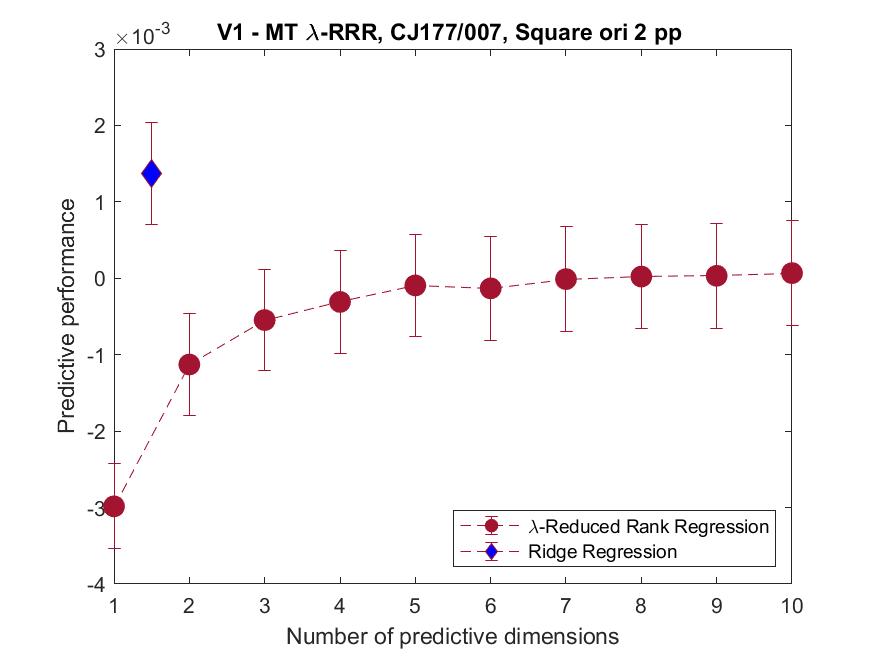 V1 - MT λ-RRR, CJ177/007, Square ori 2 pp
×10-3
3
2
1
0
-1
-2
-3
-4
Predictive performance
1 2 3 4 5 6 7 8 9 10
Number of predictive dimensions
λ-Reduced Rank Regression
Ridge Regression